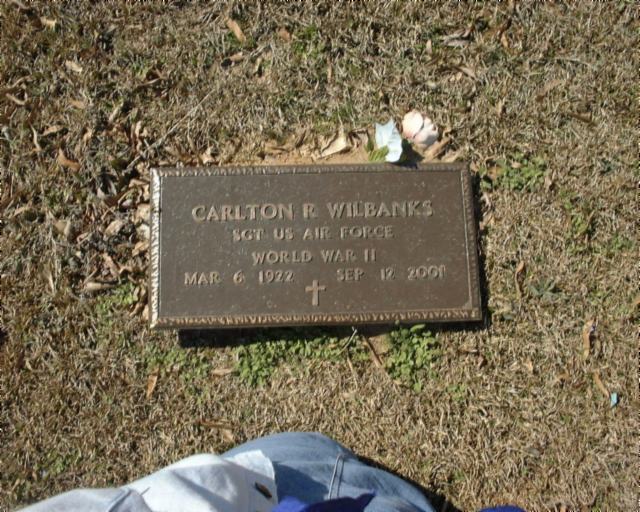 CARLTON R WILBANKS
SGT US AIR FORCE
WORLD WAR II
MAR 6 1922 SEP 12 2001